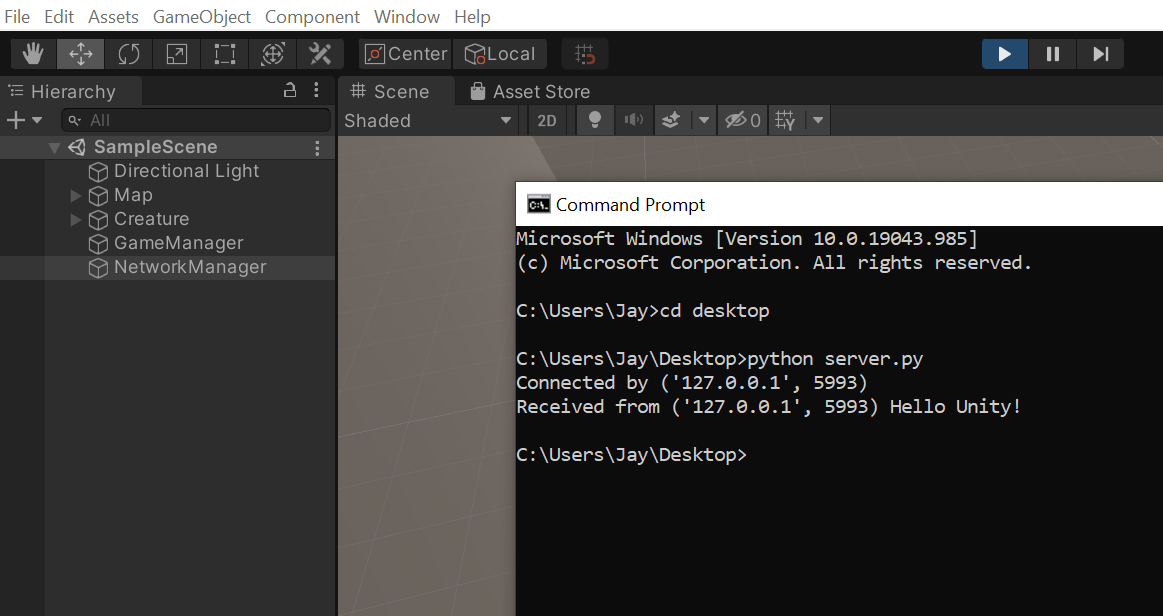 File Edit Assets GameObject Component Window Help
Center Local
Hierarchy
Scene Asset Store
All
Shaded 2D 0
SampleScene
Directional Light
Map
Creature
GameManager
NetworkManager
C:\. Command Prompt
Microsoft Windows [Version 10.0.19043.985]
(c) Microsoft Corporation. All rights reserved.
C:\Users\Jay>cd desktop
C:\Users\Jay\Desktop>python server.py
Connected by ('127.0.0.1', 5993)
Received from ('127.0.0.1', 5993) Hello Unity!
C:\Users\Jay\Desktop>